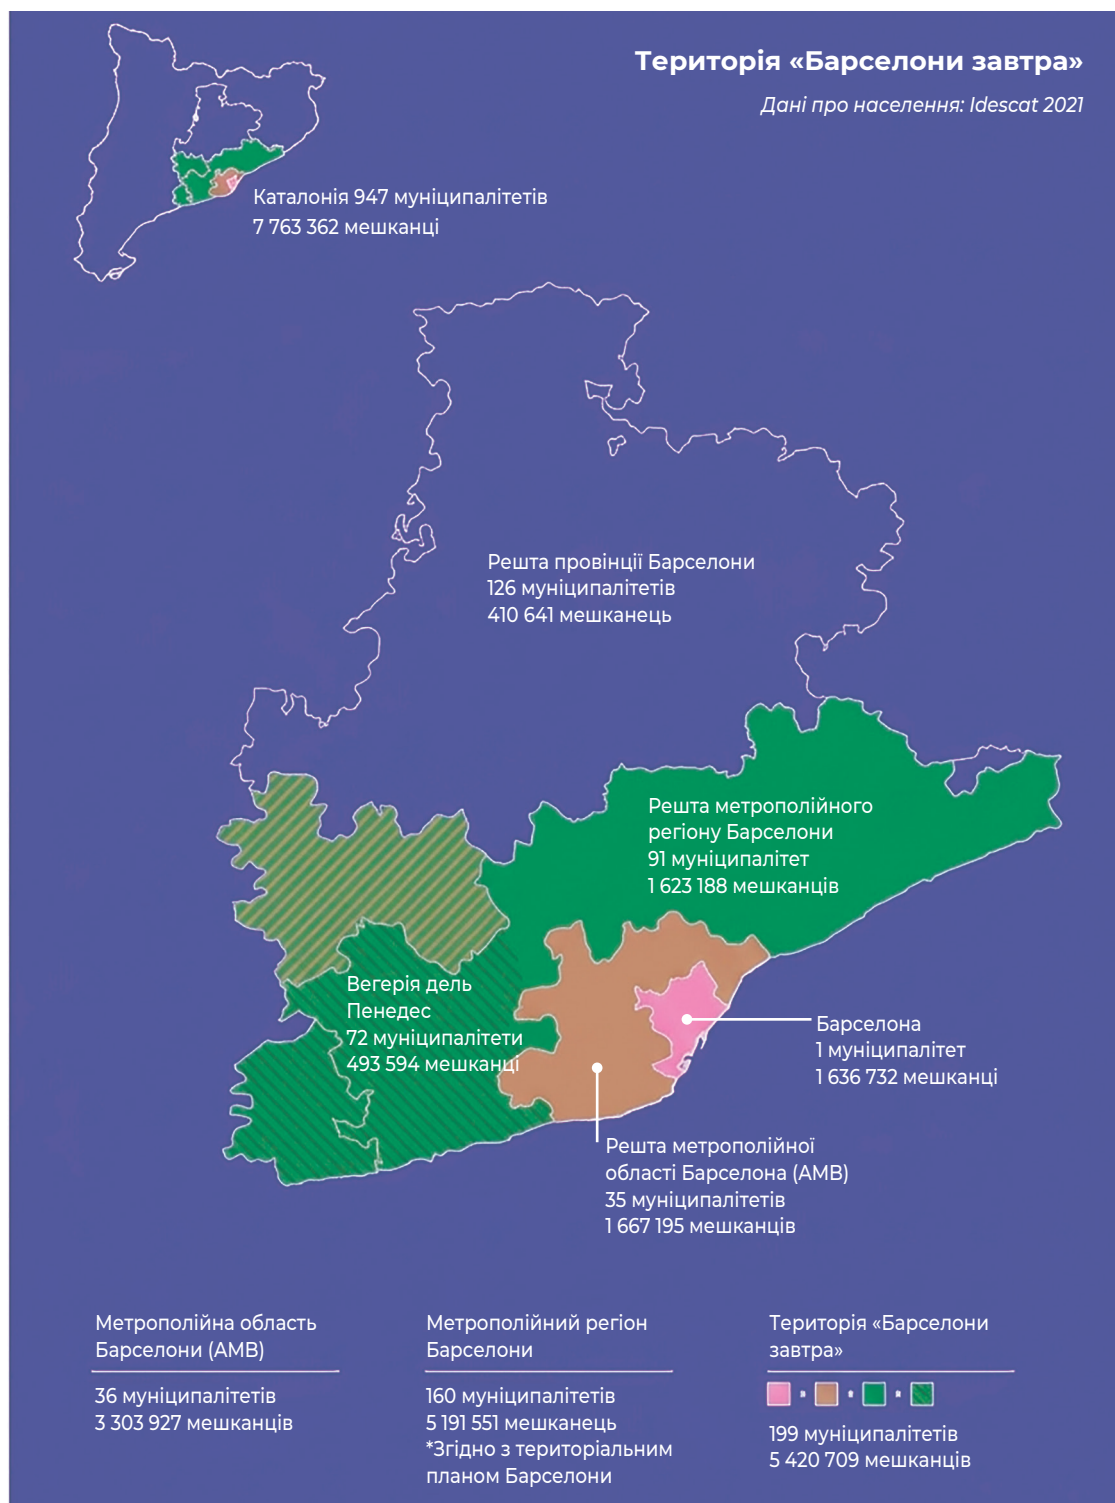 Територія «Барселони завтра»
Дані про населення: Idescat 2021
Каталонія 947 муніципалітетів
7 763 362 мешканці
Решта провінції Барселони
126 муніципалітетів
410 641 мешканець
Решта метрополійного
регіону Барселони
91 муніципалітет
1 623 188 мешканців
Вегерія дель
Пенедес
72 муніципалітети
493 594 мешканці
Барселона
1 муніципалітет
1 636 732 мешканці
Решта метрополійної
області Барселона (АМВ)
35 муніципалітетів
1 667 195 мешканців
Метрополійна область
Барселони (АМВ)
36 муніципалітетів
3 303 927 мешканців
Метрополійний регіон
Барселони
160 муніципалітетів
5 191 551 мешканець
*Згідно з територіальним
планом Барселони
Територія «Барселони
завтра»
199 муніципалітетів
5 420 709 мешканців